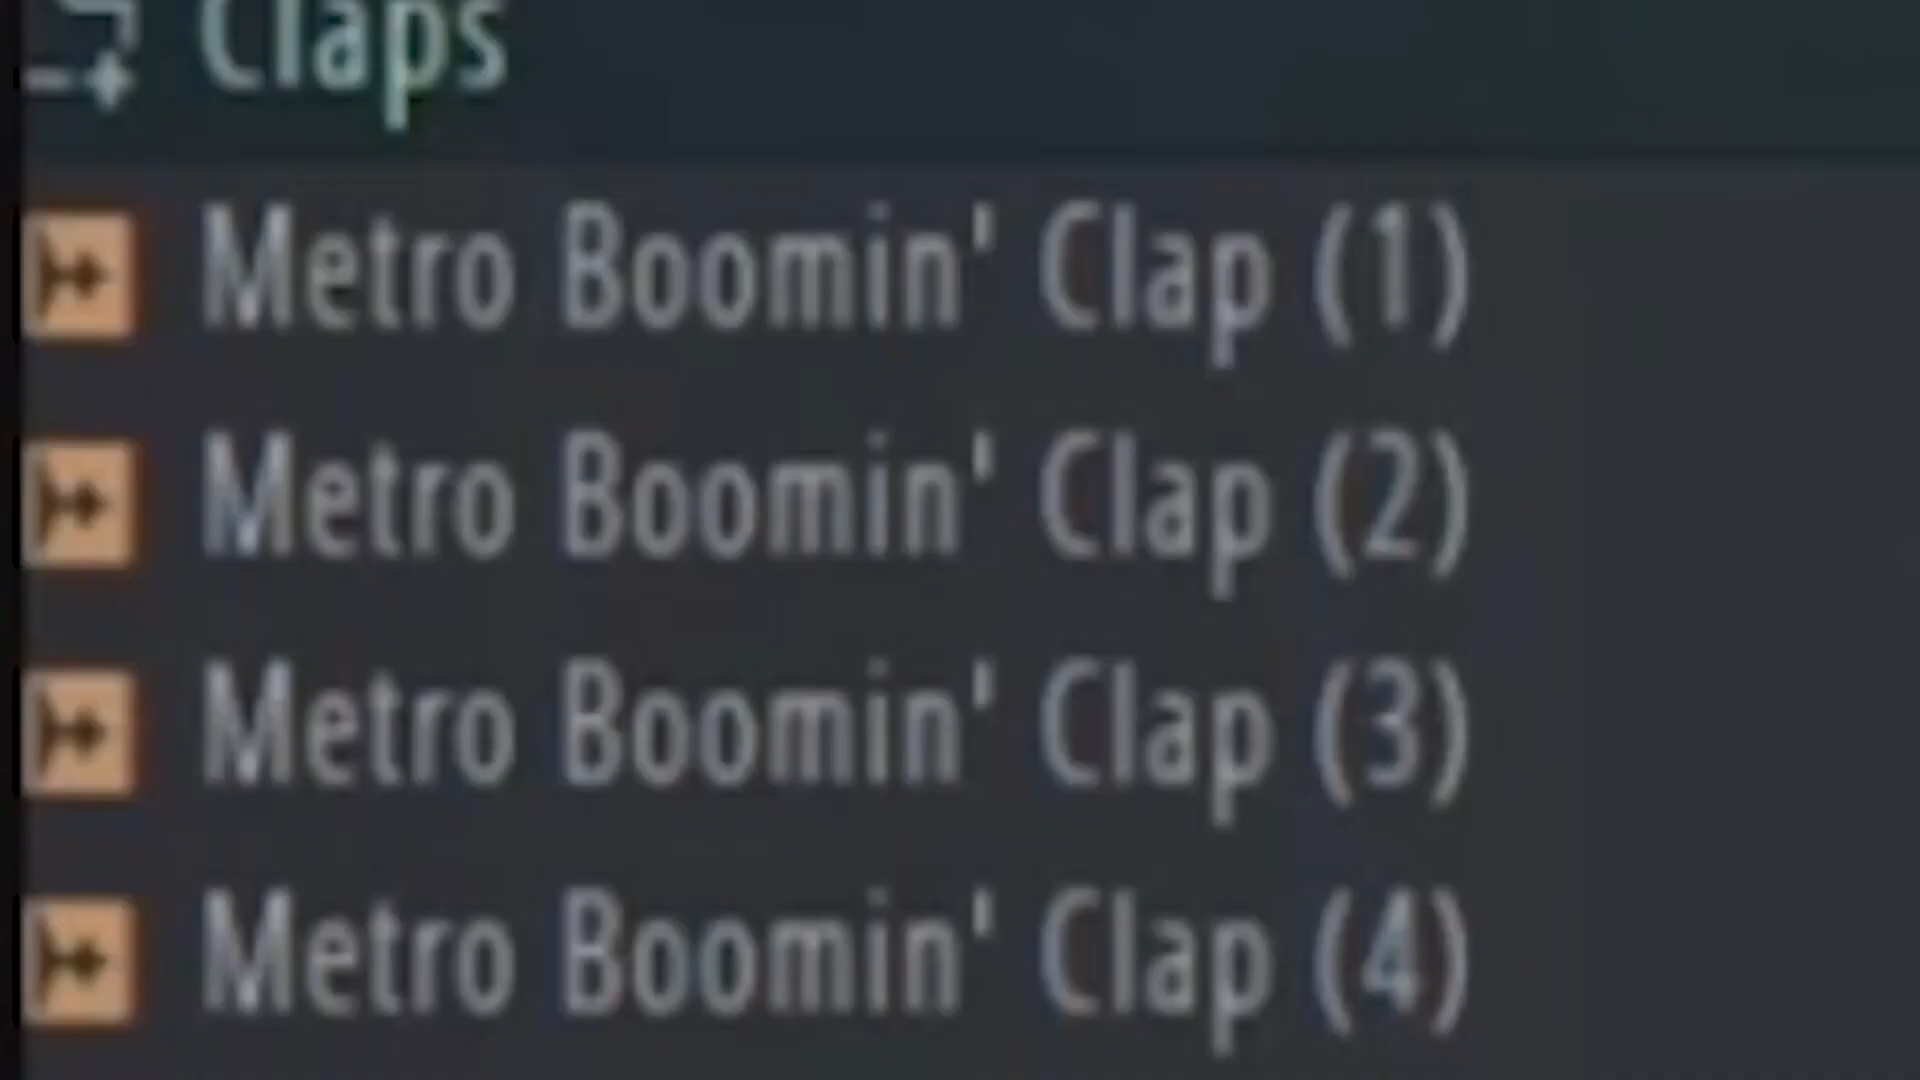 Claps
Metro Boomin' Clap (1)
Metro Boomin' Clap (2)
Metro Boomin' Clap (3)
Metro Boomin' Clap (4)